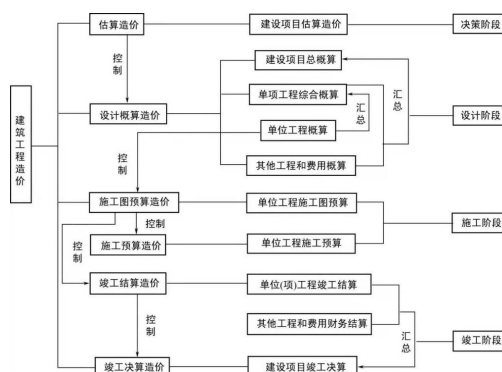 估算造价
建设项目估算造价
决策阶段
控制
建设项目总概算
单项工程综合概算
汇总
汇总
设计概算造价
设计阶段
单位工程概算
建筑工程造价
控制
其他工程和费用概算
施工图预算造价
单位工程施工图预算
控制
施工阶段
控制
施工预算造价
单位工程施工预算
竣工结算造价
单位(项)工程竣工结算
控制
其他工程和费用财务结算
汇总
竣工阶段
竣工决算造价
建设项目竣工决算